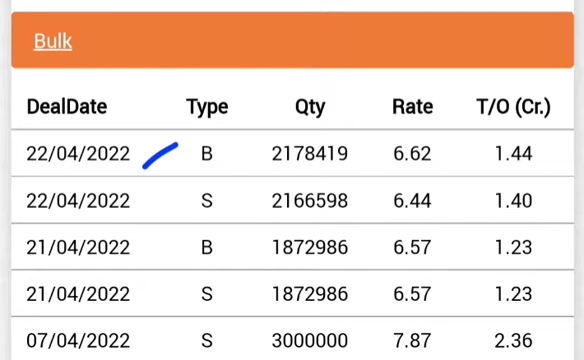 Bulk
DealDate Type Qty Rate T/O (Cr.)
22/04/2022 B 2178419 6.62 1.44
22/04/2022 S 2166598 6.44 1.40
21/04/2022 B 1872986 6.57 1.23
21/04/2022 S 1872986 6.57 1.23
07/04/2022 S 3000000 7.87 2.36